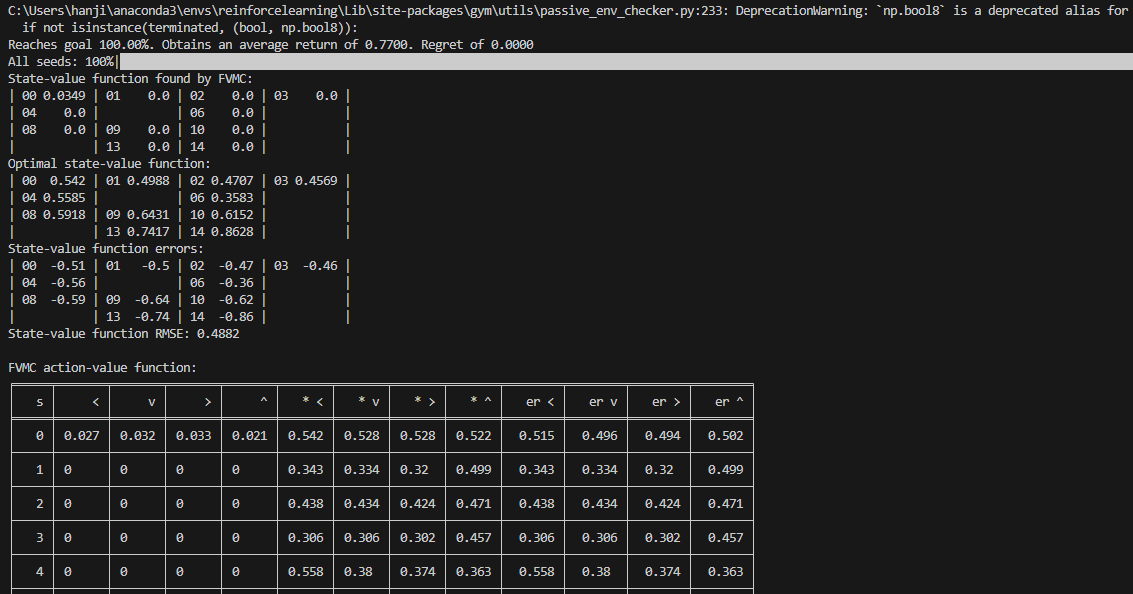 C:\Users\hanji\anaconda3\envs\reinforcelearning\Lib\site-packages\gym\utils\passive_env_checker.py:233: DeprecationWarning: `np.bool8` is a deprecated alias for
  if not isinstance(terminated, (bool, np.bool8)):
Reaches goal 100.00%. Obtains an average return of 0.7700. Regret of 0.0000
All seeds: 100%|
State-value function found by FVMC:
| 00 0.0349 | 01    0.0 | 02    0.0 | 03    0.0 |
| 04    0.0 |           | 06    0.0 |           |
| 08    0.0 | 09    0.0 | 10    0.0 |           |
|           | 13    0.0 | 14    0.0 |           |
Optimal state-value function:
| 00  0.542 | 01 0.4988 | 02 0.4707 | 03 0.4569 |
| 04 0.5585 |           | 06 0.3583 |           |
| 08 0.5918 | 09 0.6431 | 10 0.6152 |           |
|           | 13 0.7417 | 14 0.8628 |           |
State-value function errors:
| 00  -0.51 | 01   -0.5 | 02  -0.47 | 03  -0.46 |
| 04  -0.56 |           | 06  -0.36 |           |
| 08  -0.59 | 09  -0.64 | 10  -0.62 |           |
|           | 13  -0.74 | 14  -0.86 |           |
State-value function RMSE: 0.4882
FVMC action-value function:
s < v > ^ * < * v * > * ^ er < er v er > er ^
0 0.027 0.032 0.033 0.021 0.542 0.528 0.528 0.522 0.515 0.496 0.494 0.502
1 0 0 0 0 0.343 0.334 0.32 0.499 0.343 0.334 0.32 0.499
2 0 0 0 0 0.438 0.434 0.424 0.471 0.438 0.434 0.424 0.471
3 0 0 0 0 0.306 0.306 0.302 0.457 0.306 0.306 0.302 0.457
4 0 0 0 0 0.558 0.38 0.374 0.363 0.558 0.38 0.374 0.363